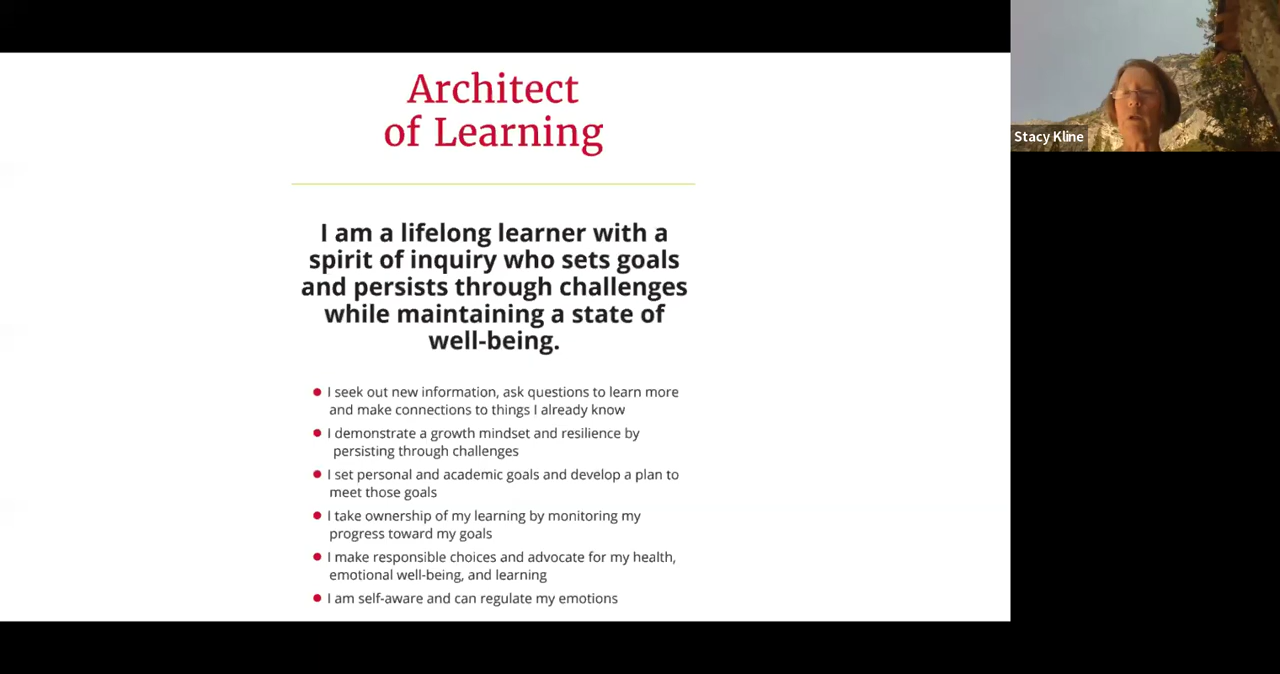 Architect
of Learning
I am a lifelong learner with a
spirit of inquiry who sets goals
and persists through challenges
while maintaining a state of
well-being.
● I seek out new information, ask questions to learn more
and make connections to things I already know
● I demonstrate a growth mindset and resilience by
persisting through challenges
● I set personal and academic goals and develop a plan to
meet those goals
● I take ownership of my learning by monitoring my
progress toward my goals
● I make responsible choices and advocate for my health,
emotional well-being, and learning
● I am self-aware and can regulate my emotions
Stacy Kline